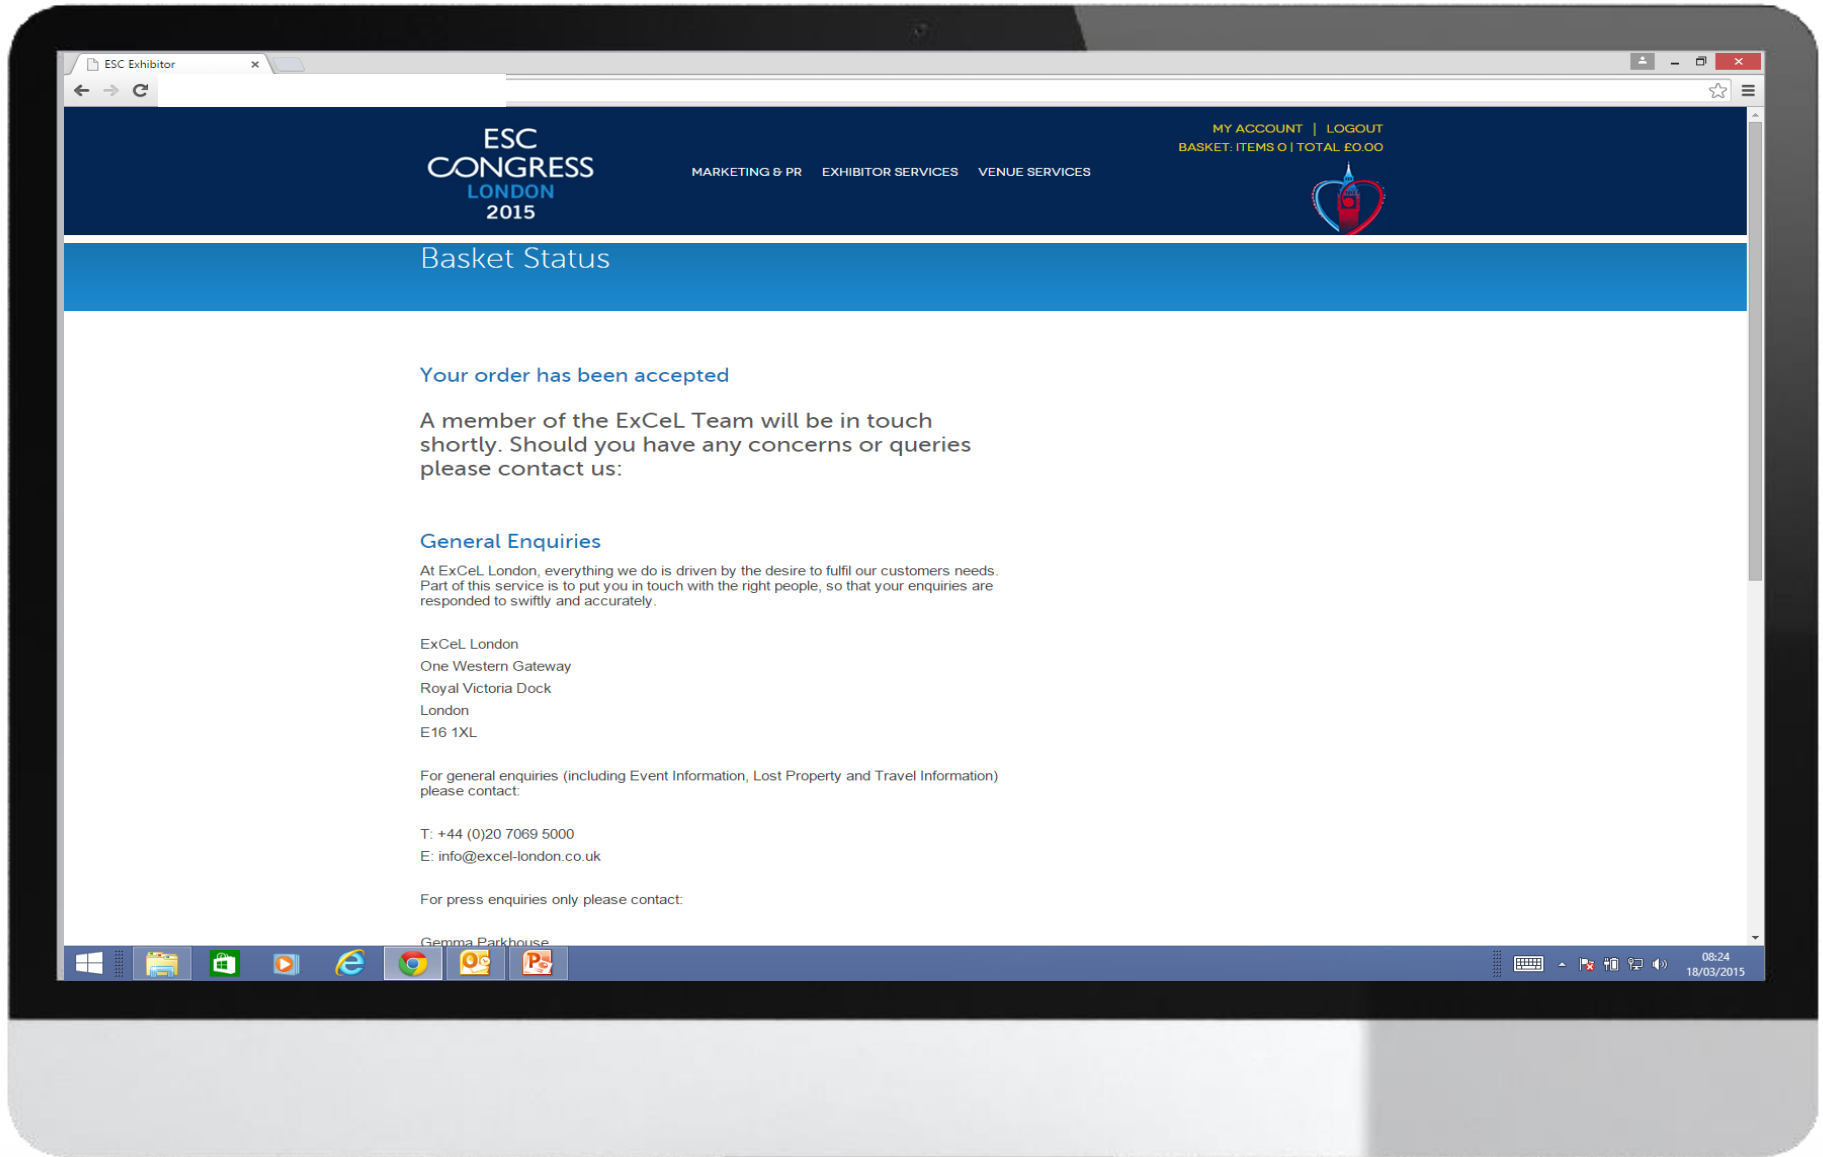 ESC Exhibitor
ESC
CONGRESS
LONDON
2015
MARKETING & PR EXHIBITOR SERVICES VENUE SERVICES
MY ACCOUNT | LOGOUT
BASKET: ITEMS 0 | TOTAL £0.00
Basket Status
Your order has been accepted
A member of the ExCeL Team will be in touch
shortly. Should you have any concerns or queries
please contact us:
General Enquiries
At ExCeL London, everything we do is driven by the desire to fulfil our customers needs.
Part of this service is to put you in touch with the right people, so that your enquiries are
responded to swiftly and accurately.
ExCeL London
One Western Gateway
Royal Victoria Dock
London
E16 1XL
For general enquiries (including Event Information, Lost Property and Travel Information)
please contact:
T: +44 (0)20 7069 5000
E: info@excel-london.co.uk
For press enquiries only please contact:
Gemma Parkhouse
08:24
18/03/2015